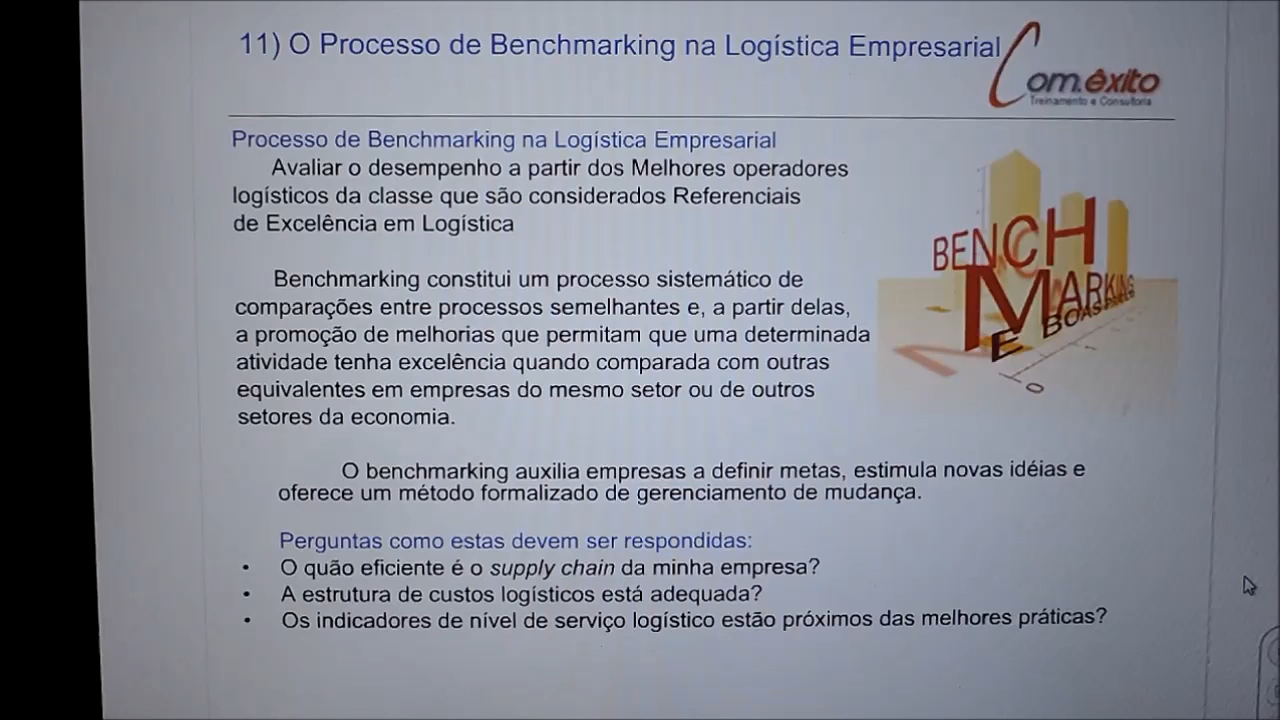 11) O Processo de Benchmarking na Logística Empresarial
Com.êxito
Treinamento e Consultoria
Processo de Benchmarking na Logística Empresarial
Avaliar o desempenho a partir dos Melhores operadores
logísticos da classe que são considerados Referenciais
de Excelência em Logística
BENCH
MARKING
E BOAS
Benchmarking constitui um processo sistemático de
comparações entre processos semelhantes e, a partir delas,
a promoção de melhorias que permitam que uma determinada
atividade tenha excelência quando comparada com outras
equivalentes em empresas do mesmo setor ou de outros
setores da economia.
O benchmarking auxilia empresas a definir metas, estimula novas idéias e
oferece um método formalizado de gerenciamento de mudança.
Perguntas como estas devem ser respondidas:
• O quão eficiente é o supply chain da minha empresa?
• A estrutura de custos logísticos está adequada?
• Os indicadores de nível de serviço logístico estão próximos das melhores práticas?